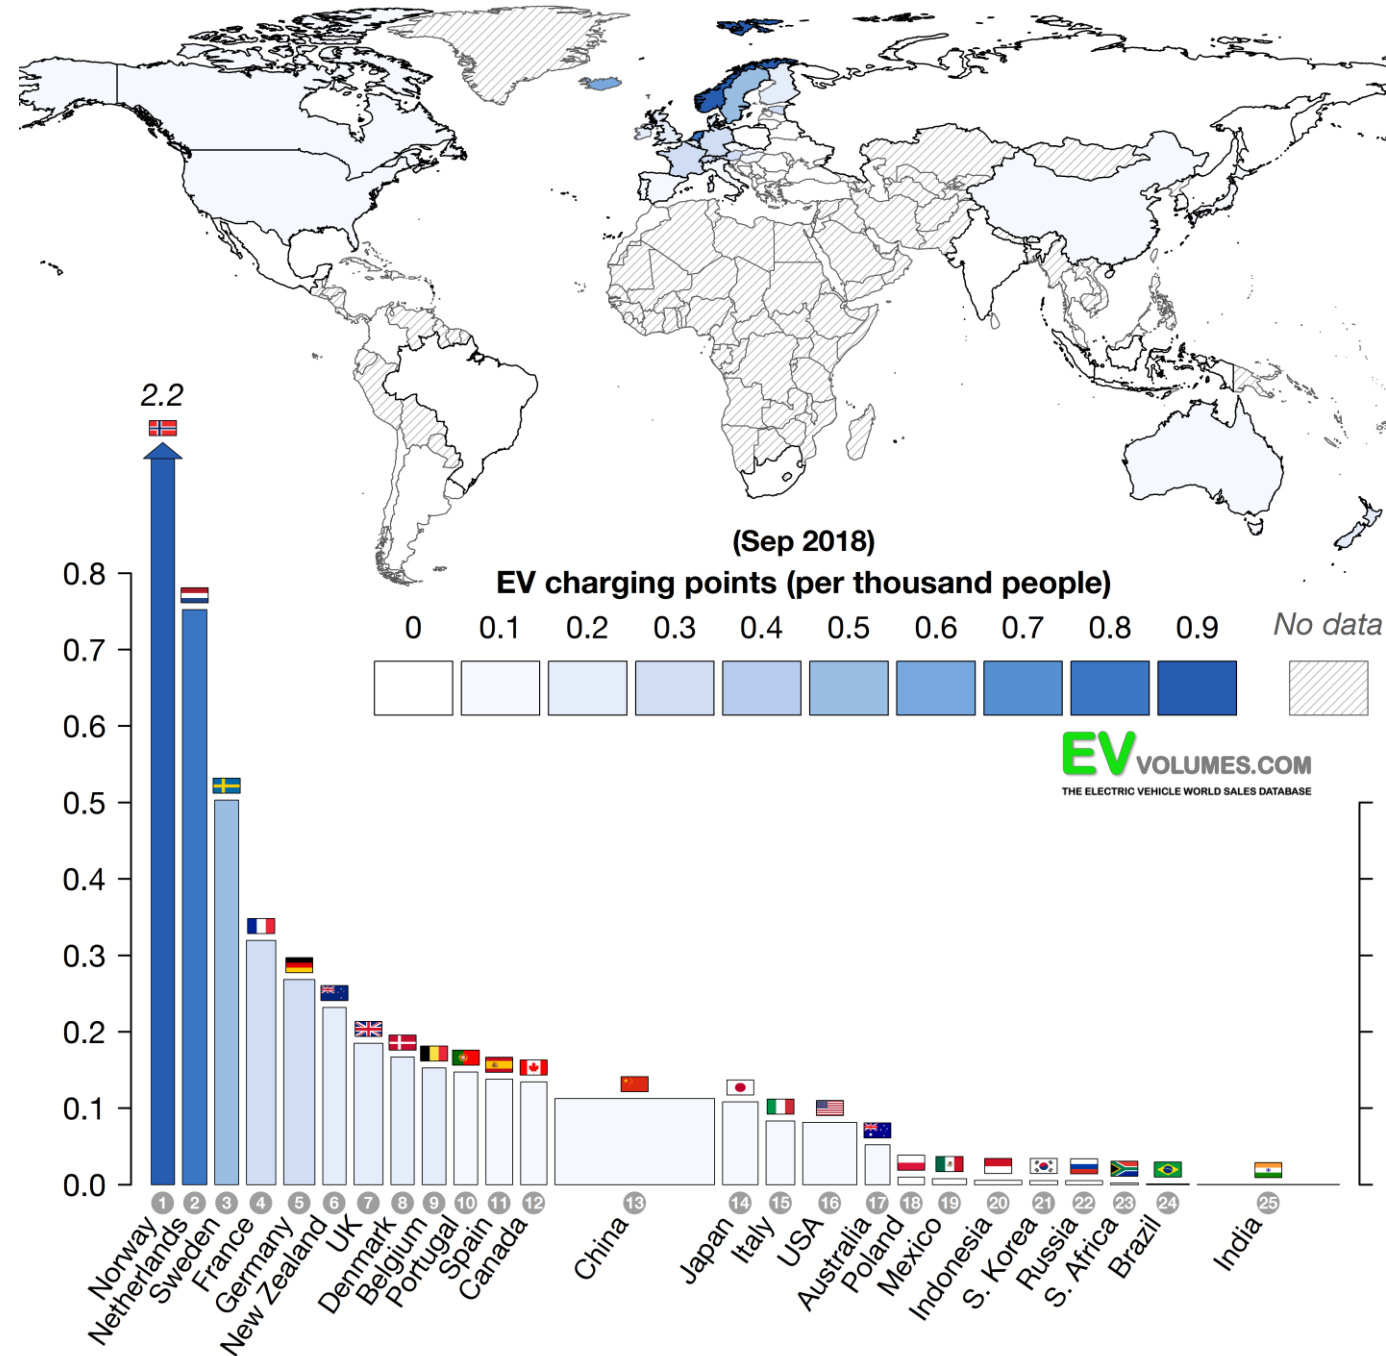 2.2
(Sep 2018)
EV charging points (per thousand people)
0 0.1 0.2 0.3 0.4 0.5 0.6 0.7 0.8 0.9 No data
EVVOLUMES.COM
THE ELECTRIC VEHICLE WORLD SALES DATABASE
0.8
0.7
0.6
0.5
0.4
0.3
0.2
0.1
0.0
1 2 3 4 5 6 7 8 9 10 11 12 13 14 15 16 17 18 19 20 21 22 23 24 25
Norway
Netherlands
Sweden
France
Germany
New Zealand
UK
Denmark
Belgium
Portugal
Spain
Canada
China
Japan
Italy
USA
Australia
Poland
Mexico
Indonesia
S. Korea
Russia
S. Africa
Brazil
India